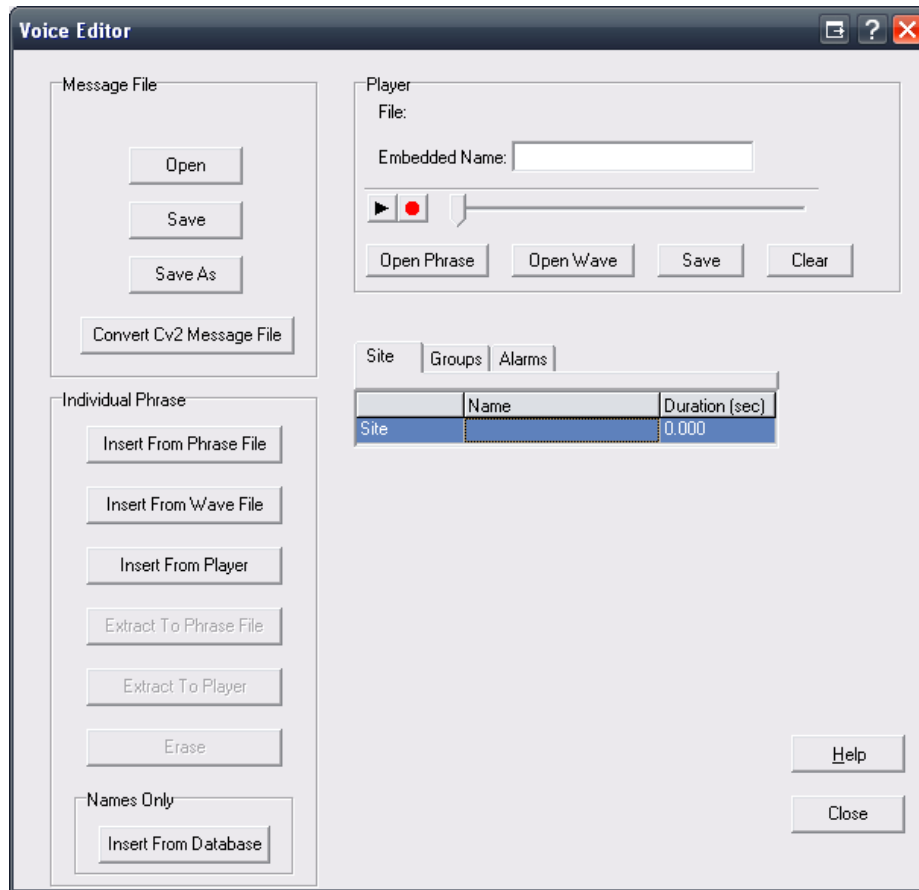 Voice Editor
Message File
Open
Save
Save As
Convert Cv2 Message File
Individual Phrase
Insert From Phrase File
Insert From Wave File
Insert From Player
Extract To Phrase File
Extract To Player
Erase
Names Only
Insert From Database
Player
File:
Embedded Name:
Open Phrase Open Wave Save Clear
Site Groups Alarms
Name Duration (sec)
Site 0.000
Help
Close